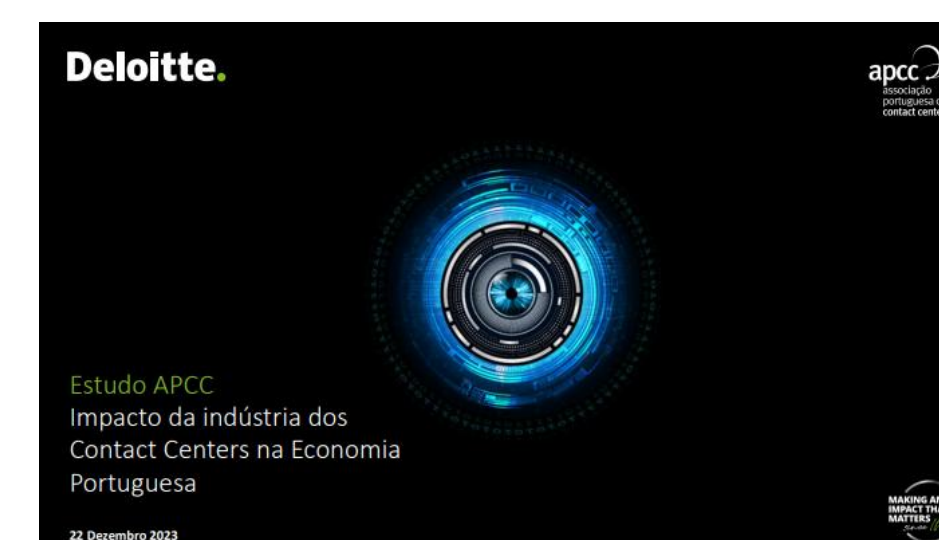 Deloitte.
apcc
associação
portuguesa
contact
Estudo APCC
Impacto da indústria dos
Contact Centers na Economia
Portuguesa
22 Dezembro 2023
MAKING
IMPACT
MATTERS